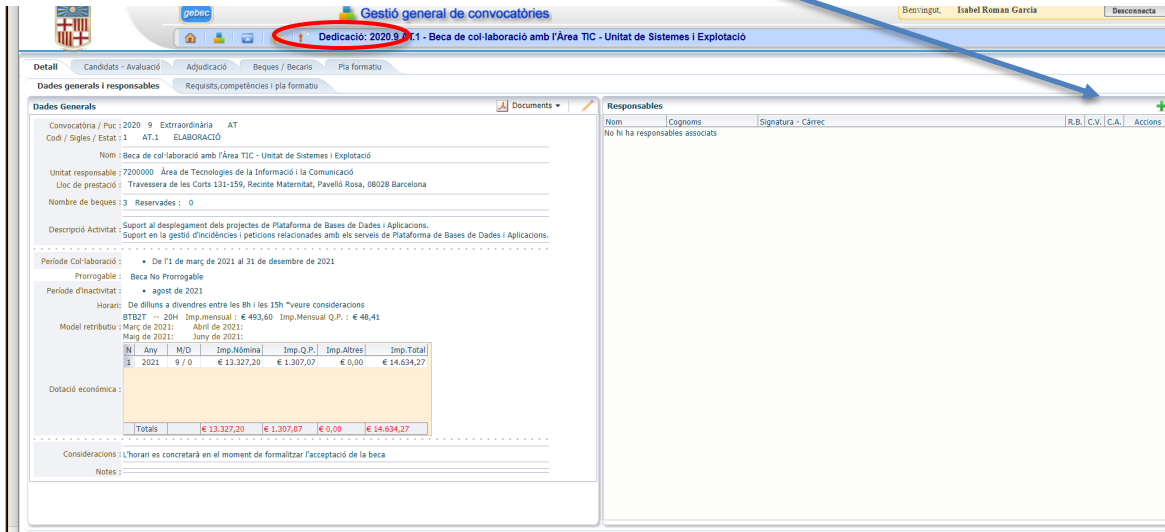 gebec
Gestió general de convocatòries
Benvingut, Isabel Roman Garcia
Desconnecta
Dedicació: 2020.9.AT.1 - Beca de col·laboració amb l'Àrea TIC - Unitat de Sistemes i Explotació
Detall Candidats - Avaluació Adjudicació Beques / Becaris Pla formatiu
Dades generals i responsables Requisits,competències i pla formatiu
Dades Generals Documents
Convocatòria / Puc : 2020 9 Extrraordinària AT
Codi / Sigles / Estat : 1 AT.1 ELABORACIÓ
Nom : Beca de col·laboració amb l'Àrea TIC - Unitat de Sistemes i Explotació
Unitat responsable : 7200000 Àrea de Tecnologies de la Informació i la Comunicació
Lloc de prestació : Travessera de les Corts 131-159, Recinte Maternitat, Pavelló Rosa, 08028 Barcelona
Nombre de beques : 3 Reservades : 0
Descripció Activitat : Suport al desplegament dels projectes de Plataforma de Bases de Dades i Aplicacions.
Suport en la gestió d'incidències i peticions relacionades amb els serveis de Plataforma de Bases de Dades i Aplicacions.
Període Col·laboració : • De l'1 de març de 2021 al 31 de desembre de 2021
Prorrogable : Beca No Prorrogable
Període d'inactivitat : • agost de 2021
Horari: De dilluns a divendres entre les 8h i les 15h *veure consideracions
BTB2T -- 20H Imp.mensual : € 493,60 Imp.Mensual Q.P. : € 48,41
Model retributiu : Març de 2021: Abril de 2021:
Maig de 2021: Juny de 2021:
N Any M/D Imp.Nòmina Imp.Q.P. Imp.Altres Imp.Total
1 2021 9 / 0 € 13.327,20 € 1.307,07 € 0,00 € 14.634,27
Dotació económica :
Totals € 13.327,20 € 1.307,07 € 0,00 € 14.634,27
Consideracions : L'horari es concretarà en el moment de formalitzar l'acceptació de la beca
Notes :
Responsables
Nom Cognoms Signatura - Càrrec R.B. C.V. C.A. Accions
No hi ha responsables associats